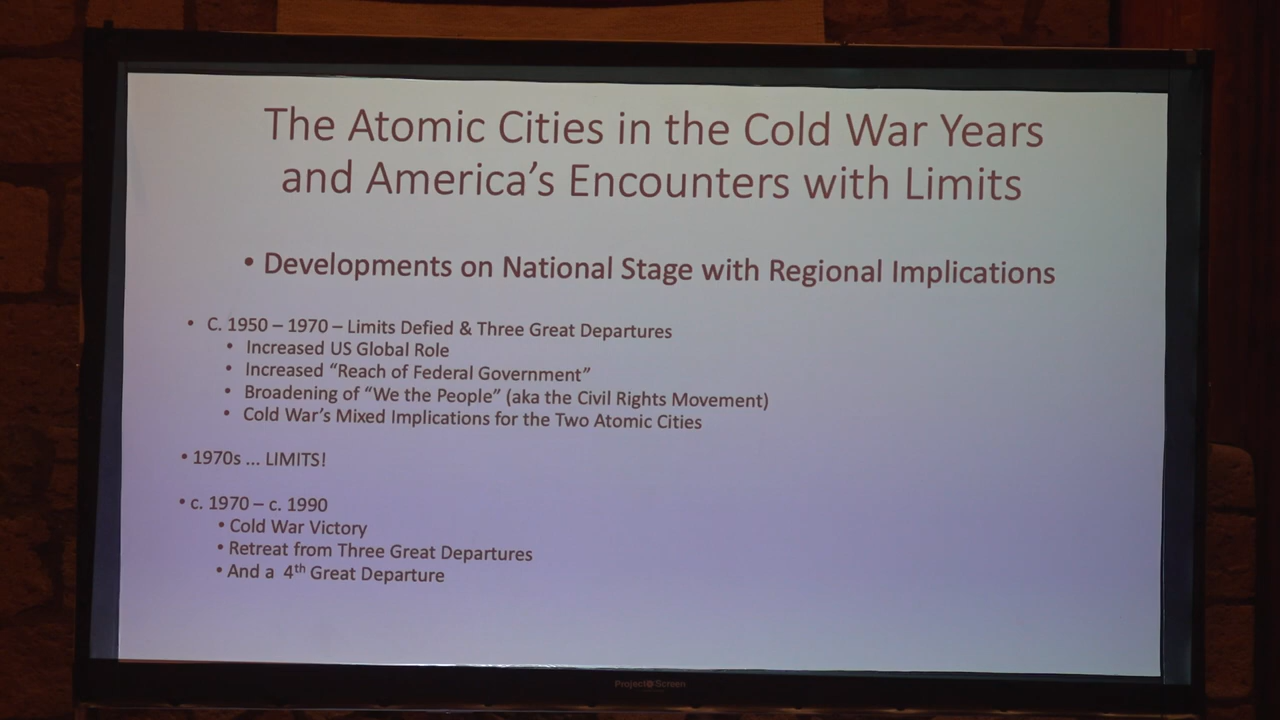 The Atomic Cities in the Cold War Years
and America's Encounters with Limits
• Developments on National Stage with Regional Implications
• C. 1950 – 1970 – Limits Defied & Three Great Departures
• Increased US Global Role
• Increased “Reach of Federal Government”
• Broadening of “We the People” (aka the Civil Rights Movement)
• Cold War's Mixed Implications for the Two Atomic Cities
• 1970s ... LIMITS!
• c. 1970 – c. 1990
• Cold War Victory
• Retreat from Three Great Departures
• And a 4th Great Departure
Project Screen